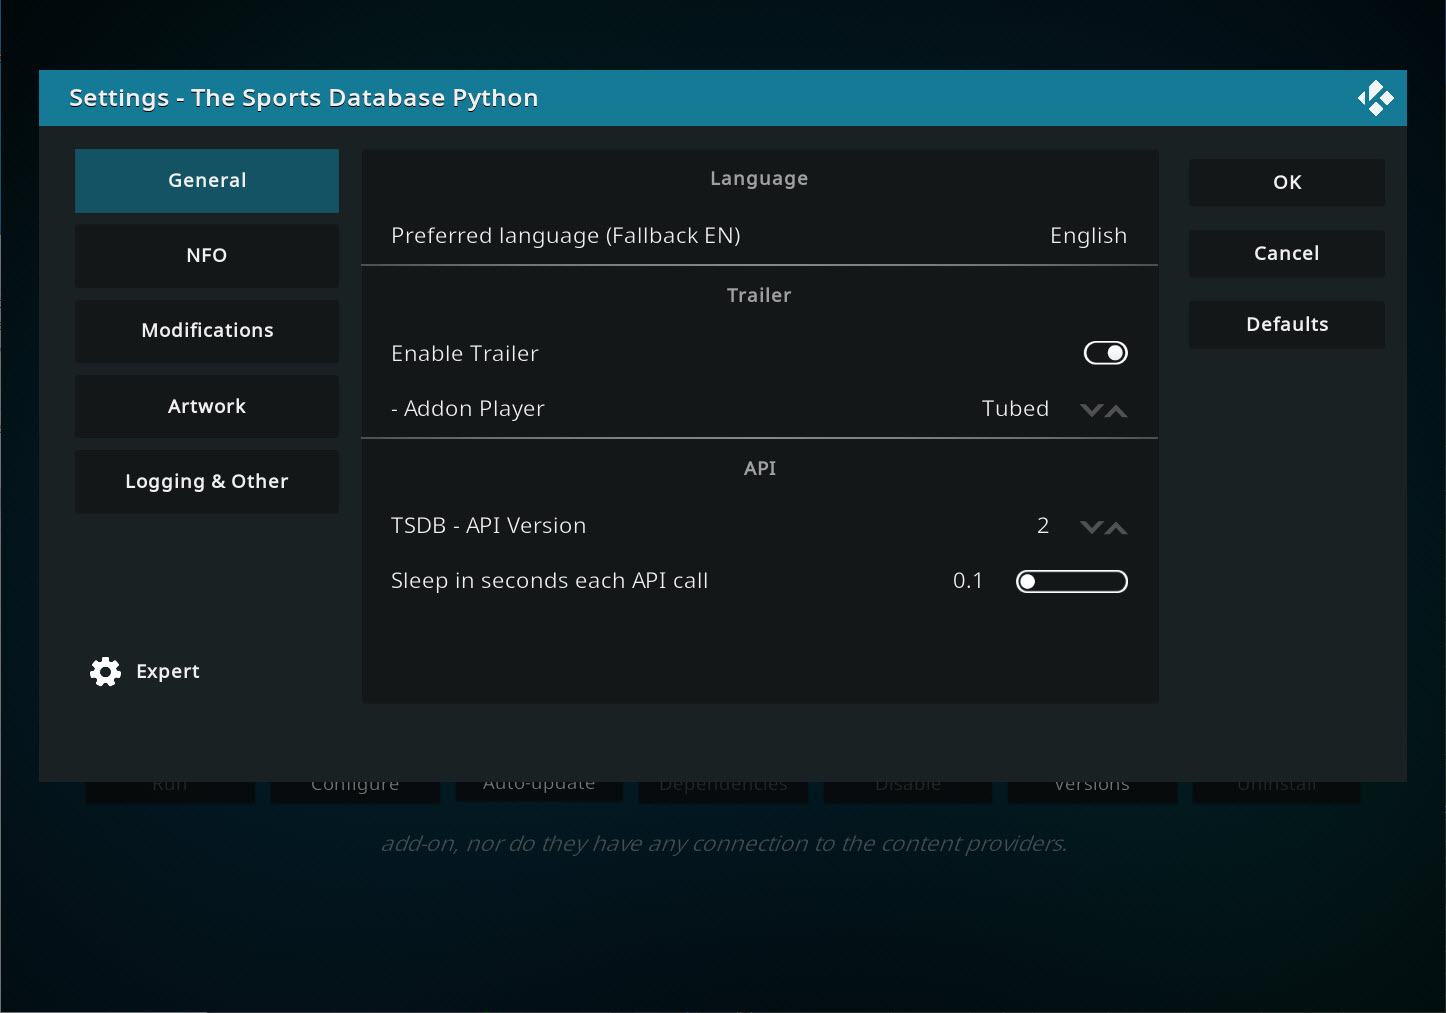 Settings - The Sports Database Python
General
NFO
Modifications
Artwork
Logging & Other
Expert
Language
Preferred language (Fallback EN) English
Trailer
Enable Trailer
- Addon Player Tubed
API
TSDB - API Version 2
Sleep in seconds each API call 0.1
OK
Cancel
Defaults
Run Configure Auto-update Dependencies Disable Versions Uninstall
add-on, nor do they have any connection to the content providers.